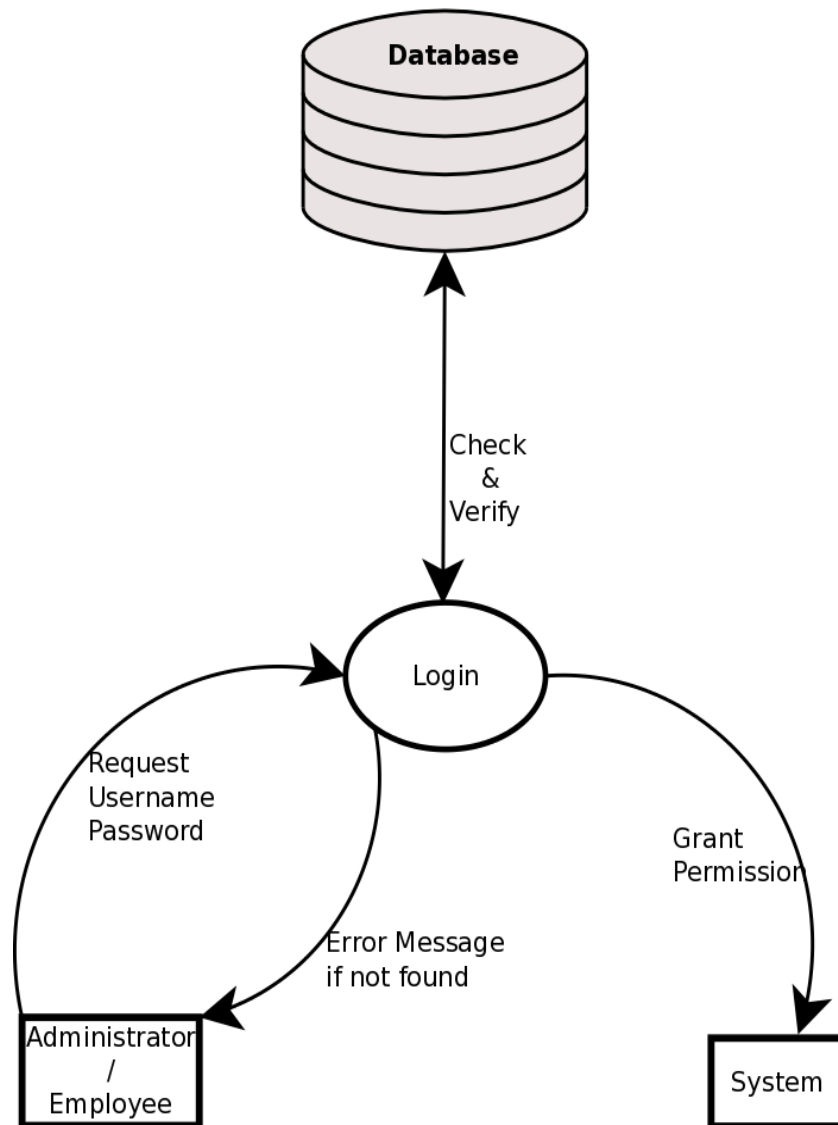 Database
Check
&
Verify
Login
Request
Username
Password
Grant
Permission
Error Message
if not found
Administrator
/
Employee
System